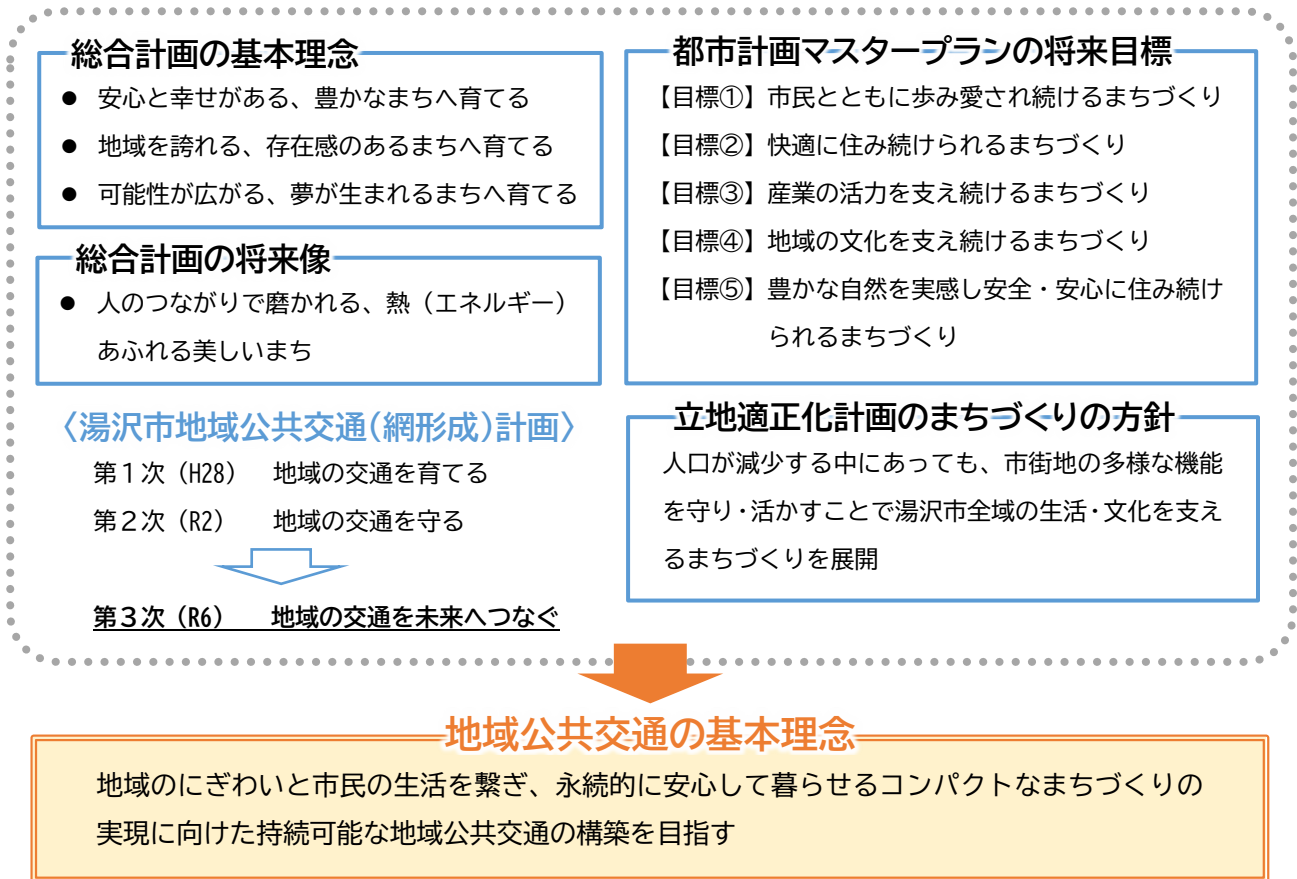 総合計画の基本理念
● 安心と幸せがある、豊かなまちへ育てる
● 地域を誇れる、存在感のあるまちへ育てる
● 可能性が広がる、夢が生まれるまちへ育てる
総合計画の将来像
● 人のつながりで磨かれる、熱（エネルギー）
あふれる美しいまち
〈湯沢市地域公共交通（網形成）計画〉
第１次（H28） 地域の交通を育てる
第２次（R2） 地域の交通を守る
第３次（R6） 地域の交通を未来へつなぐ
都市計画マスタープランの将来目標
【目標①】市民とともに歩み愛され続けるまちづくり
【目標②】快適に住み続けられるまちづくり
【目標③】産業の活力を支え続けるまちづくり
【目標④】地域の文化を支え続けるまちづくり
【目標⑤】豊かな自然を実感し安全・安心に住み続け
られるまちづくり
立地適正化計画のまちづくりの方針
人口が減少する中にあっても、市街地の多様な機能
を守り・活かすことで湯沢市全域の生活・文化を支え
るまちづくりを展開
地域公共交通の基本理念
地域のにぎわいと市民の生活を繋ぎ、永続的に安心して暮らせるコンパクトなまちづくりの
実現に向けた持続可能な地域公共交通の構築を目指す